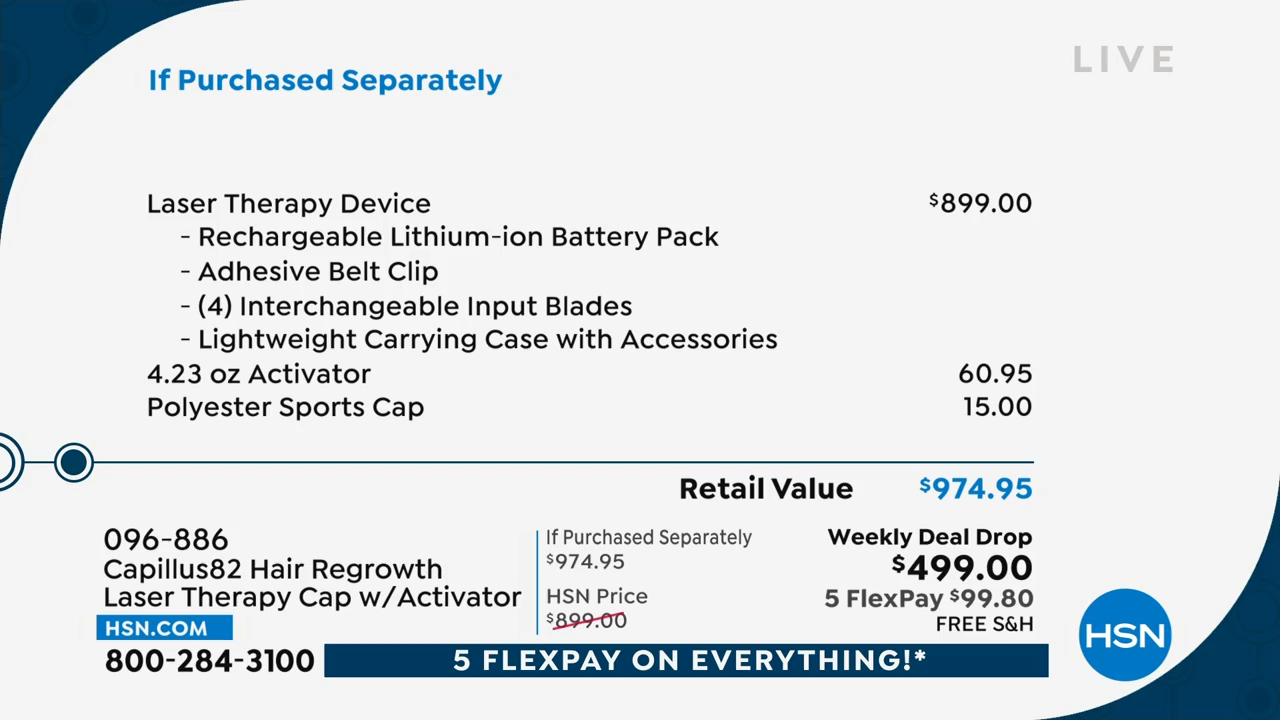 LIVE
If Purchased Separately
Laser Therapy Device $899.00
- Rechargeable Lithium-ion Battery Pack
- Adhesive Belt Clip
- (4) Interchangeable Input Blades
- Lightweight Carrying Case with Accessories
4.23 oz Activator 60.95
Polyester Sports Cap 15.00
Retail Value $974.95
096-886
Capillus82 Hair Regrowth
Laser Therapy Cap w/Activator
HSN.COM
800-284-3100
If Purchased Separately
$974.95
HSN Price
$899.00
Weekly Deal Drop
$499.00
5 FlexPay $99.80
FREE S&H
5 FLEXPAY ON EVERYTHING!*
HSN